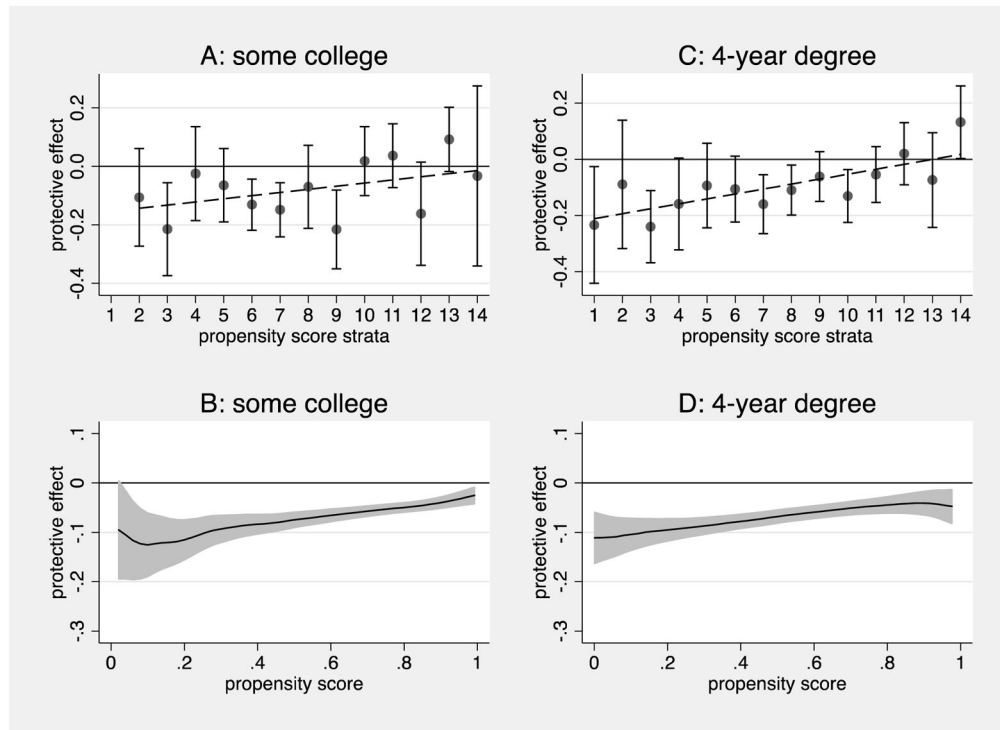 A: some college
protective effect
0.2
0.0
-0.2
-0.4
1 2 3 4 5 6 7 8 9 10 11 12 13 14
propensity score strata
C: 4-year degree
protective effect
0.2
0.0
-0.2
-0.4
1 2 3 4 5 6 7 8 9 10 11 12 13 14
propensity score strata
B: some college
protective effect
.1
0
-.1
-.2
-.3
0 .2 .4 .6 .8 1
propensity score
D: 4-year degree
protective effect
.1
0
-.1
-.2
-.3
0 .2 .4 .6 .8 1
propensity score